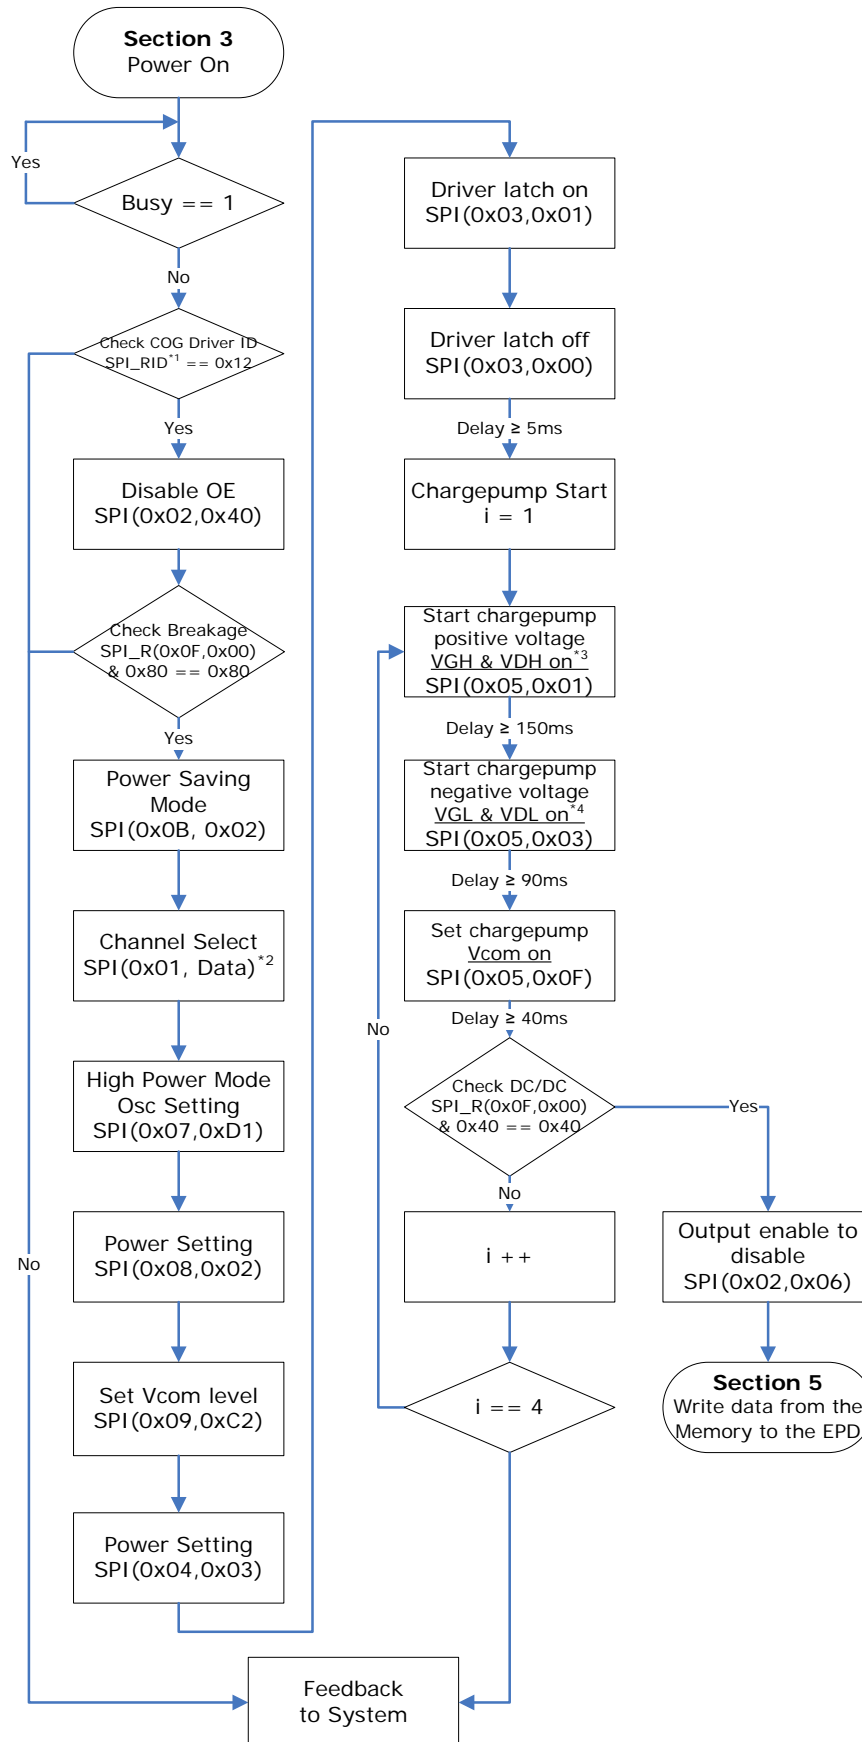 Section 3
Power On
Yes
Busy == 1
No
Check COG Driver ID
SPI_RID*1 == 0x12
Yes
Disable OE
SPI(0x02,0x40)
Check Breakage
SPI_R(0x0F,0x00)
& 0x80 == 0x80
Yes
Power Saving
Mode
SPI(0x0B, 0x02)
Channel Select
SPI(0x01, Data)*2
High Power Mode
Osc Setting
SPI(0x07,0xD1)
No
Power Setting
SPI(0x08,0x02)
Set Vcom level
SPI(0x09,0xC2)
Power Setting
SPI(0x04,0x03)
Driver latch on
SPI(0x03,0x01)
Driver latch off
SPI(0x03,0x00)
Delay ≥ 5ms
Chargepump Start
i = 1
Start chargepump
positive voltage
VGH & VDH on*3
SPI(0x05,0x01)
Delay ≥ 150ms
Start chargepump
negative voltage
VGL & VDL on*4
SPI(0x05,0x03)
Delay ≥ 90ms
Set chargepump
Vcom on
SPI(0x05,0x0F)
Delay ≥ 40ms
No
Check DC/DC
SPI_R(0x0F,0x00)
& 0x40 == 0x40
Yes
No
i ++
i == 4
Output enable to
disable
SPI(0x02,0x06)
Section 5
Write data from the
Memory to the EPD
Feedback
to System